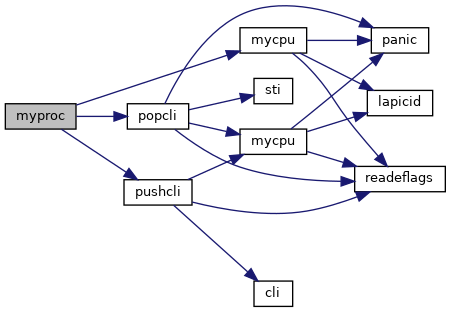 mycpu
panic
sti
lapicid
myproc
popcli
mycpu
readeflags
pushcli
cli